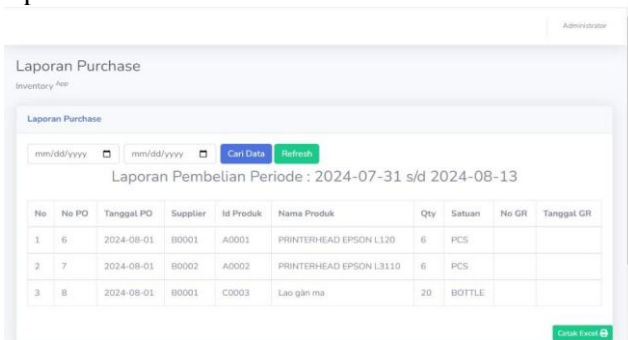 Administrator
Laporan Purchase
Inventory App
Laporan Purchase
mm/dd/yyyy mm/dd/yyyy Cari Data Refresh
Laporan Pembelian Periode : 2024-07-31 s/d 2024-08-13
No No PO Tanggal PO Supplier Id Produk Nama Produk Qty Satuan No GR Tanggal GR
1 6 2024-08-01 B0001 A0001 PRINTERHEAD EPSON L120 6 PCS
2 7 2024-08-01 B0002 A0002 PRINTERHEAD EPSON L3110 6 PCS
3 8 2024-08-01 B0001 C0003 Lao gàn ma 20 BOTTLE
Cetak Excel